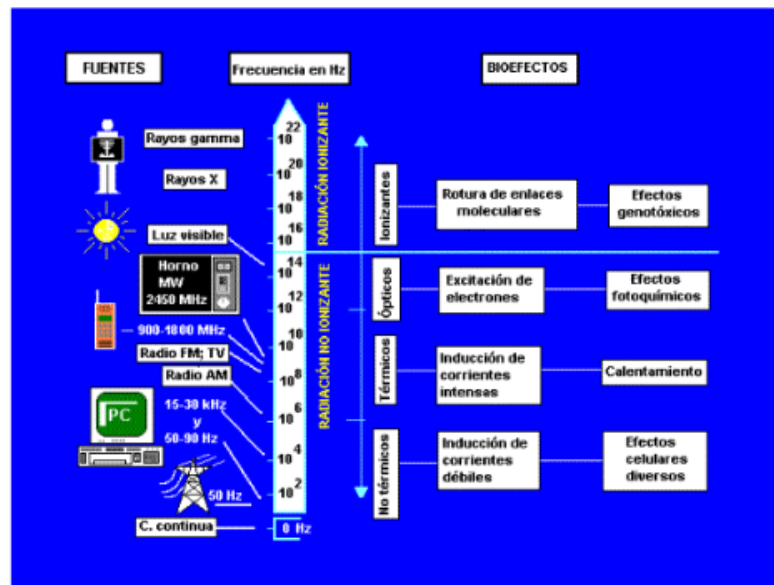 FUENTES
Frecuencia en Hz
BIOEFECTOS
Rayos gamma
Rayos X
Luz visible
Horno
MW
2450 MHz
900-1800 MHz
Radio FM; TV
Radio AM
PC
15-30 kHz
y
50-90 Hz
50 Hz
C. continua
10^22
10^20
10^18
10^16
10^14
10^12
10^10
10^8
10^6
10^4
10^2
0 Hz
RADIACIÓN IONIZANTE
RADIACIÓN NO IONIZANTE
Ionizantes
Rotura de enlaces
moleculares
Efectos
genotóxicos
Ópticos
Excitación de
electrones
Efectos
fotoquímicos
Térmicos
Inducción de
corrientes
intensas
Calentamiento
No térmicos
Inducción de
corrientes
débiles
Efectos
celulares
diversos